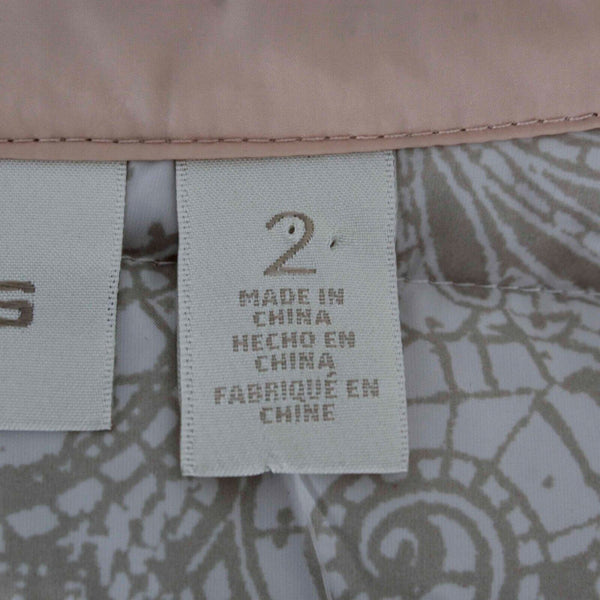 S
2
MADE IN
CHINA
HECHO EN
CHINA
FABRIQUÉ EN
CHINE